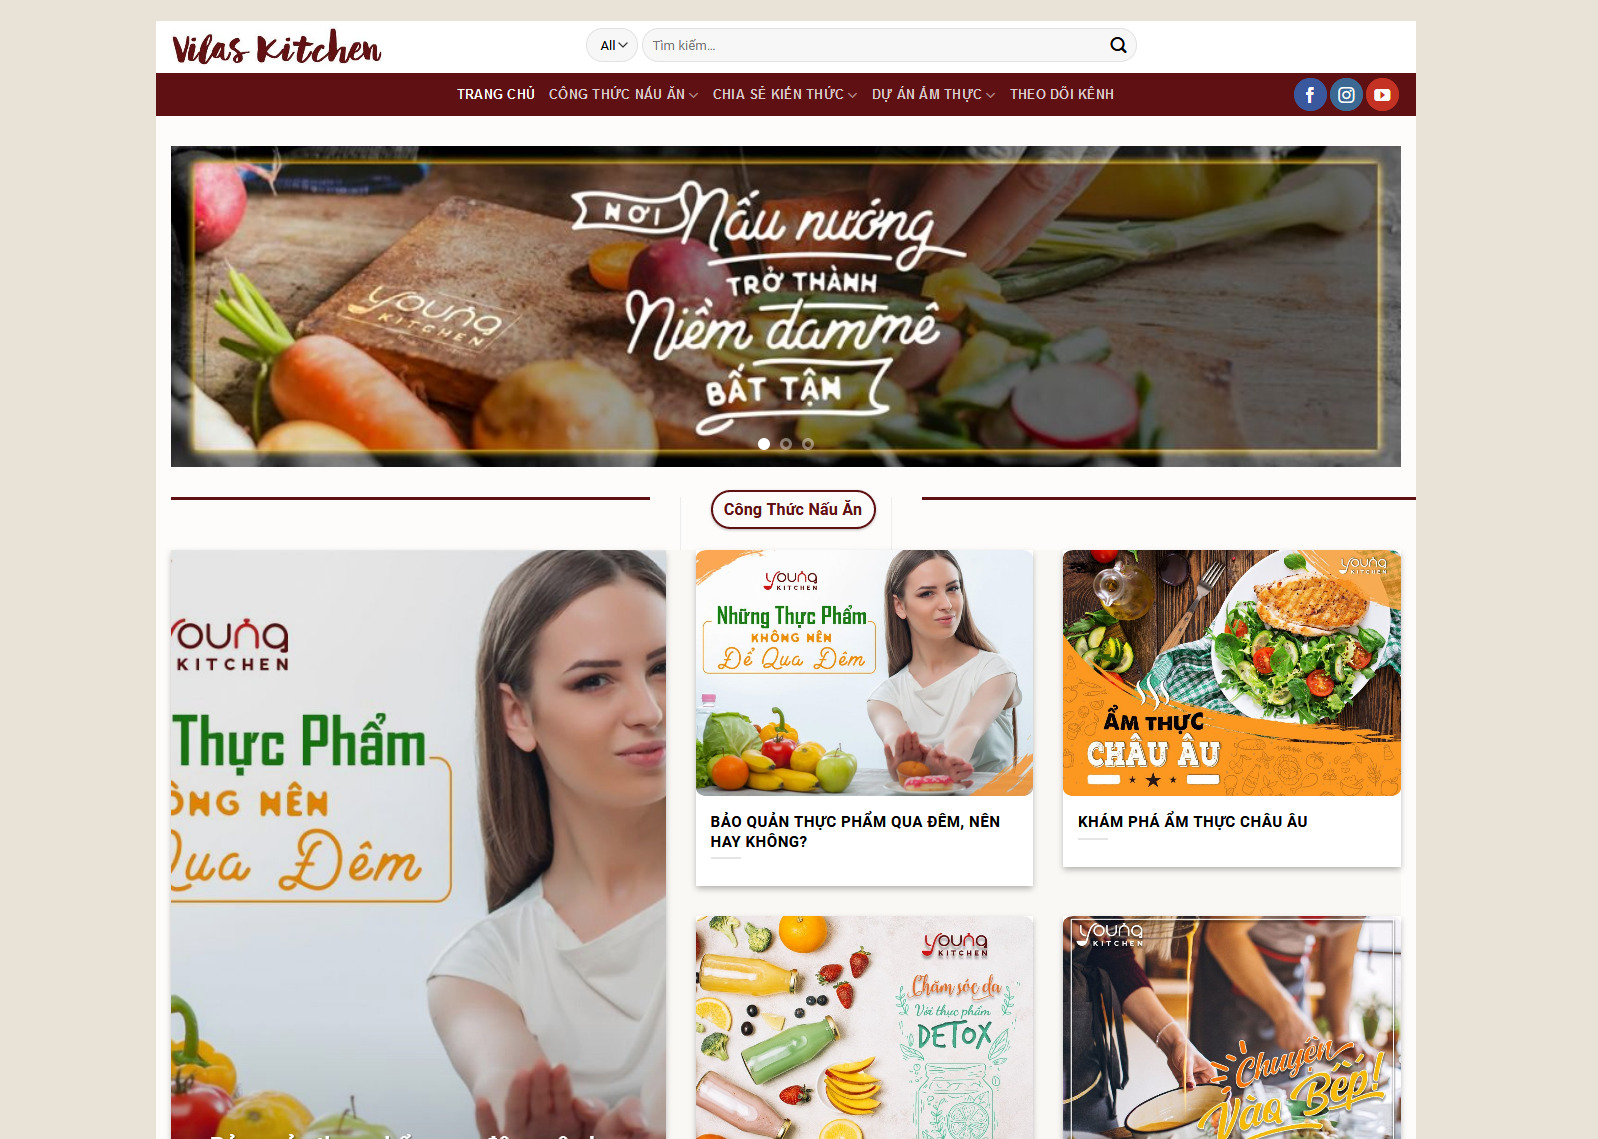 Vilas Kitchen
All
Tìm kiếm...
TRANG CHỦ
CÔNG THỨC NẤU ĂN
CHIA SẺ KIẾN THỨC
DỰ ÁN ẨM THỰC
THEO DÕI KÊNH
NƠI
Nấu nướng
TRỞ THÀNH
Niềm đam mê
BẤT TẬN
young
KITCHEN
Công Thức Nấu Ăn
young
KITCHEN
Thực Phẩm
ÔNG NÊN
Qua Đêm
young
KITCHEN
Những Thực Phẩm
KHÔNG NÊN
Để Qua Đêm
BẢO QUẢN THỰC PHẨM QUA ĐÊM, NÊN
HAY KHÔNG?
young
KITCHEN
ẨM THỰC
CHÂU ÂU
KHÁM PHÁ ẨM THỰC CHÂU ÂU
young
KITCHEN
Chăm sóc da
Với thực phẩm
DETOX
young
KITCHEN
Chuyện
Vào Bếp!